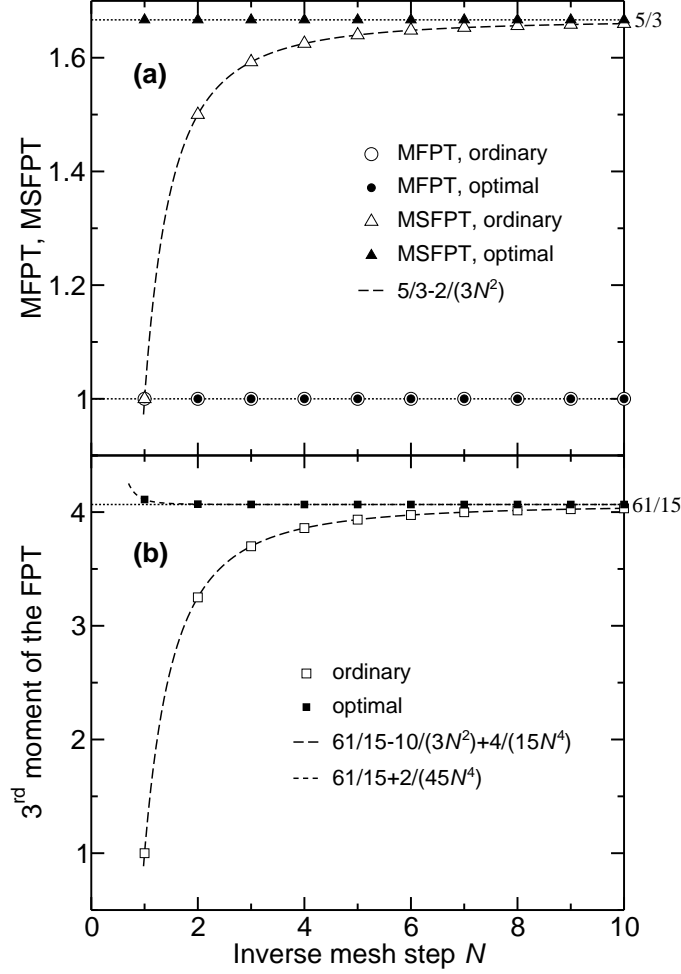 5/3
1.6
(a)
MFPT, ordinary
MFPT, optimal
MSFPT, ordinary
MSFPT, optimal
5/3-2/(3N²)
1.4
1.2
1
MFPT, MSFPT
61/15
4
(b)
3
ordinary
optimal
61/15-10/(3N²)+4/(15N⁴)
61/15+2/(45N⁴)
2
1
3ʳᵈ moment of the FPT
0 2 4 6 8 10
Inverse mesh step N